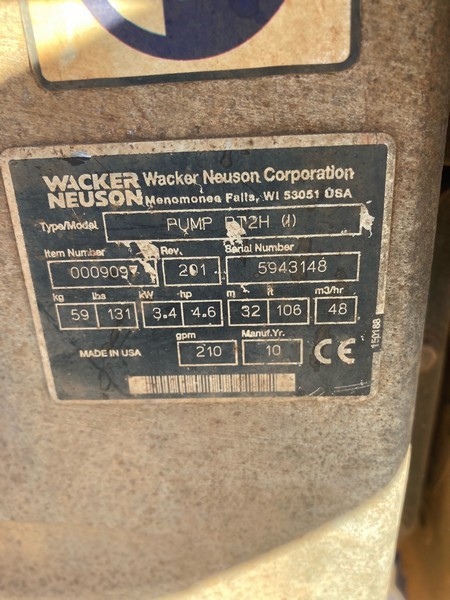 WACKER NEUSON Wacker Neuson Corporation
Menomonee Falls, WI 53051 USA
Type/Model PUMP PT2H
Item Number Rev. Serial Number
201 5943148
kg lbs kW hp m ft m3/hr
59 131 3.4 4.6 32 106 48
gpm Manuf.Yr.
MADE IN USA 210 10 CE
150188